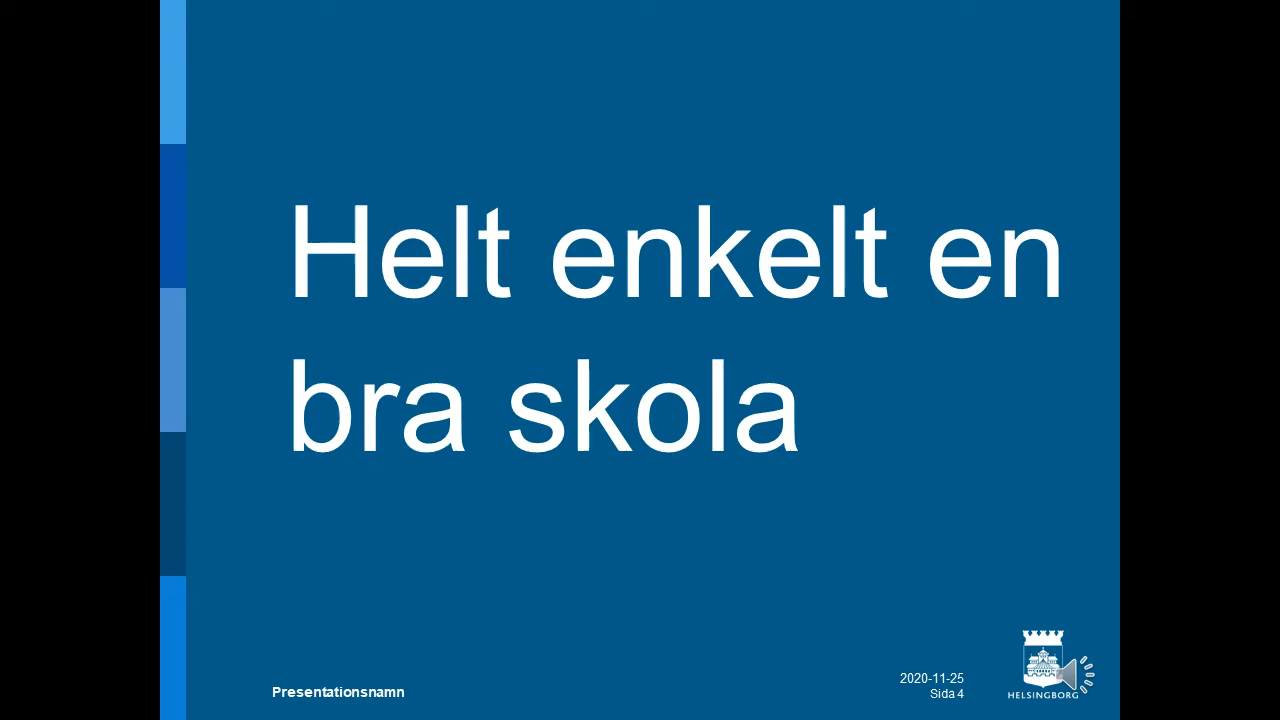 Helt enkelt en
bra skola
Presentationsnamn
2020-11-25
Sida 4
HELSINGBORG